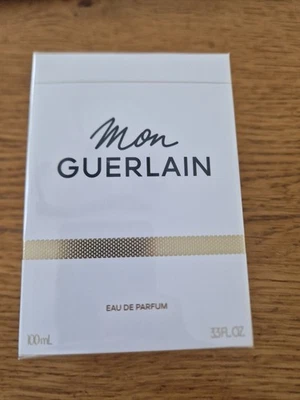 Mon
GUERLAIN
EAU DE PARFUM
100mL 3.3FL.OZ